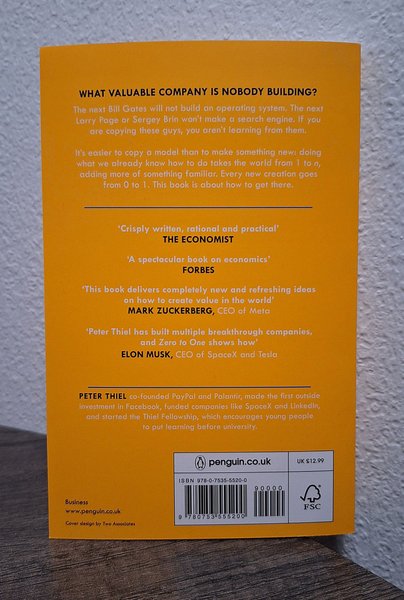 WHAT VALUABLE COMPANY IS NOBODY BUILDING?
The next Bill Gates will not build an operating system. The next
Larry Page or Sergey Brin won't make a search engine. If you
are copying these guys, you aren't learning from them.
It's easier to copy a model than to make something new: doing
what we already know how to do takes the world from 1 to n,
adding more of something familiar. Every new creation goes
from 0 to 1. This book is about how to get there.
'Crisply written, rational and practical'
THE ECONOMIST
'A spectacular book on economics'
FORBES
'This book delivers completely new and refreshing ideas
on how to create value in the world'
MARK ZUCKERBERG, CEO of Meta
'Peter Thiel has built multiple breakthrough companies,
and Zero to One shows how'
ELON MUSK, CEO of SpaceX and Tesla
PETER THIEL co-founded PayPal and Palantir, made the first outside
investment in Facebook, funded companies like SpaceX and LinkedIn,
and started the Thiel Fellowship, which encourages young people
to put learning before university.
penguin.co.uk
UK £12.99
ISBN 978-0-7535-5520-0
90000
9 780753 555200
FSC
Business
www.penguin.co.uk
Cover design by Two Associates